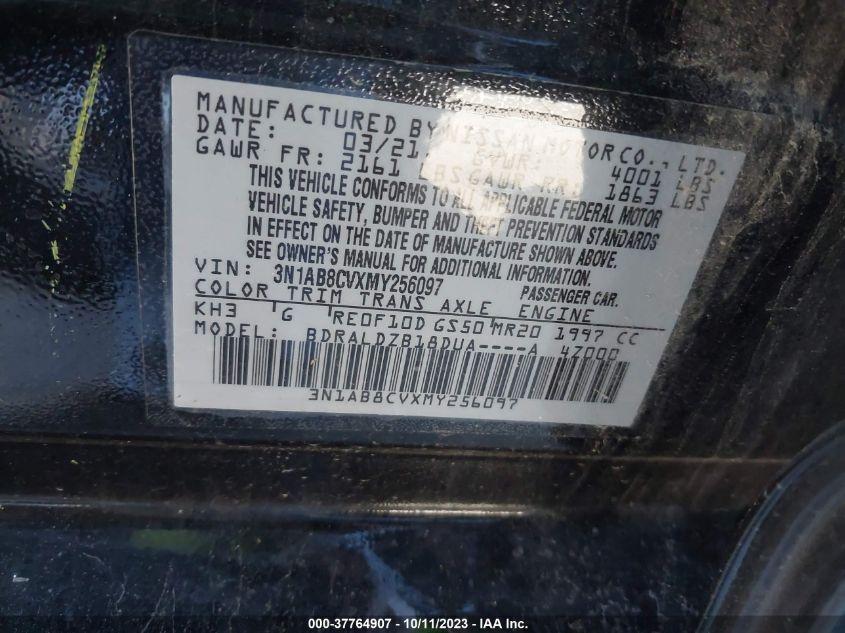 MANUFACTURED BY NISSAN MOTOR CO., LTD.
DATE: 03/21 GVWR: 4001 LBS
GAWR FR: 2161 LBS GAWR RR: 1863 LBS
THIS VEHICLE CONFORMS TO ALL APPLICABLE FEDERAL MOTOR
VEHICLE SAFETY, BUMPER AND THEFT PREVENTION STANDARDS
IN EFFECT ON THE DATE OF MANUFACTURE SHOWN ABOVE.
SEE OWNER'S MANUAL FOR ADDITIONAL INFORMATION.
VIN: 3N1AB8CVXMY256097 PASSENGER CAR.
COLOR TRIM TRANS AXLE ENGINE
KH3 G RE0F10D GS50 MR20 1997 CC
MODEL: BDRALDZB18DUA----A 4Z000
3N1AB8CVXMY256097
000-37764907 - 10/11/2023 - IAA Inc.